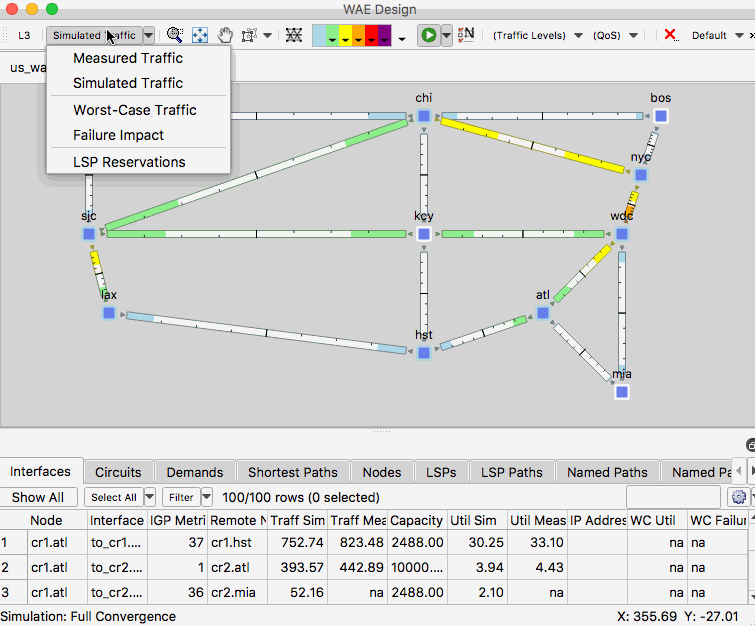 WAE Design
L3 Simulated Traffic (Traffic Levels) (QoS) Default
us_wa
Measured Traffic
Simulated Traffic
Worst-Case Traffic
Failure Impact
LSP Reservations
chi bos
nyc
sjc kcy wdc
lax atl
hst
mia
Interfaces Circuits Demands Shortest Paths Nodes LSPs LSP Paths Named Paths Named Pa
Show All Select All Filter 100/100 rows (0 selected)
Node Interface IGP Metri Remote N Traff Sim Traff Mea Capacity Util Sim Util Meas IP Addres WC Util WC Failur
1 cr1.atl to_cr1.... 37 cr1.hst 752.74 823.48 2488.00 30.25 33.10 na na
2 cr1.atl to_cr2.... 1 cr2.atl 393.57 442.89 10000.... 3.94 4.43 na na
3 cr1.atl to_cr2.... 36 cr2.mia 52.16 na 2488.00 2.10 na na na
Simulation: Full Convergence X: 355.69 Y: -27.01